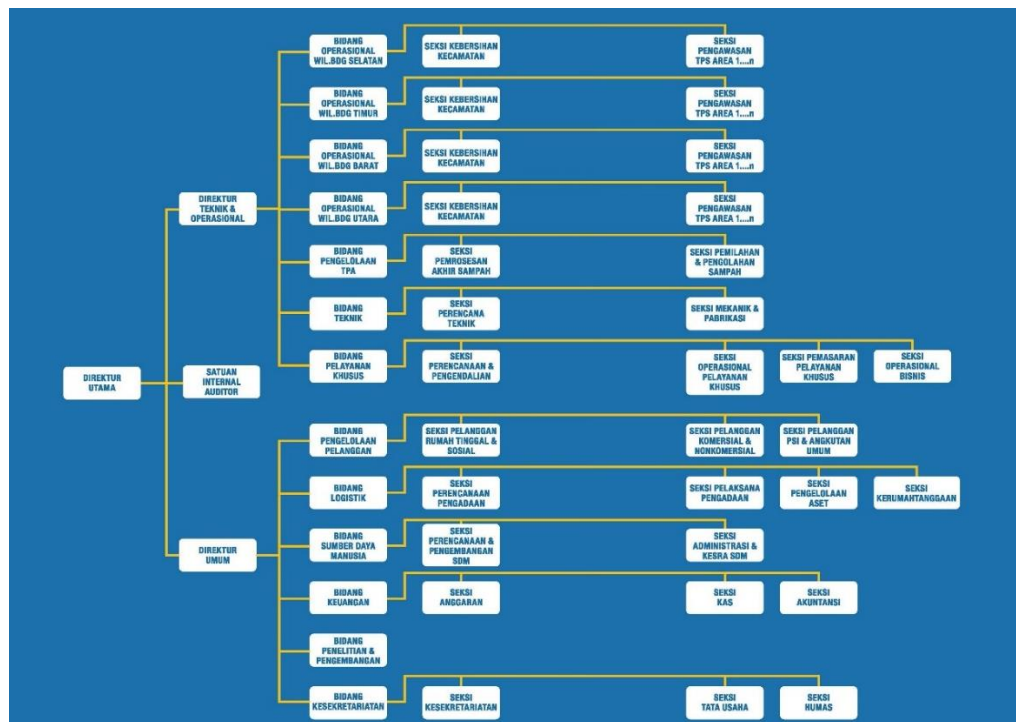 BIDANG
OPERASIONAL
WIL.BDG SELATAN
SEKSI KEBERSIHAN
KECAMATAN
SEKSI
PENGAWASAN
TPS AREA 1....n
BIDANG
OPERASIONAL
WIL.BDG TIMUR
SEKSI KEBERSIHAN
KECAMATAN
SEKSI
PENGAWASAN
TPS AREA 1....n
BIDANG
OPERASIONAL
WIL.BDG BARAT
SEKSI KEBERSIHAN
KECAMATAN
SEKSI
PENGAWASAN
TPS AREA 1....n
DIREKTUR
TEKNIK &
OPERASIONAL
BIDANG
OPERASIONAL
WIL.BDG UTARA
SEKSI KEBERSIHAN
KECAMATAN
SEKSI
PENGAWASAN
TPS AREA 1....n
BIDANG
PENGELOLAAN
TPA
SEKSI
PEMROSESAN
AKHIR SAMPAH
SEKSI PEMILAHAN
& PENGOLAHAN
SAMPAH
BIDANG
TEKNIK
SEKSI
PERENCANA
TEKNIK
SEKSI MEKANIK &
PABRIKASI
DIREKTUR
UTAMA
SATUAN
INTERNAL
AUDITOR
BIDANG
PELAYANAN
KHUSUS
SEKSI
PERENCANAAN &
PENGENDALIAN
SEKSI
OPERASIONAL
PELAYANAN
KHUSUS
SEKSI PEMASARAN
PELAYANAN
KHUSUS
SEKSI
OPERASIONAL
BISNIS
BIDANG
PENGELOLAAN
PELANGGAN
SEKSI PELANGGAN
RUMAH TINGGAL &
SOSIAL
SEKSI PELANGGAN
KOMERSIAL &
NONKOMERSIAL
SEKSI PELANGGAN
PSI & ANGKUTAN
UMUM
BIDANG
LOGISTIK
SEKSI
PERENCANAAN
PENGADAAN
SEKSI PELAKSANA
PENGADAAN
SEKSI
PENGELOLAAN
ASET
SEKSI
KERUMAHTANGGAAN
DIREKTUR
UMUM
BIDANG
SUMBER DAYA
MANUSIA
SEKSI
PERENCANAAN &
PENGEMBANGAN
SDM
SEKSI
ADMINISTRASI &
KESRA SDM
BIDANG
KEUANGAN
SEKSI
ANGGARAN
SEKSI
KAS
SEKSI
AKUNTANSI
BIDANG
PENELITIAN &
PENGEMBANGAN
BIDANG
KESEKRETARIATAN
SEKSI
KESEKRETARIATAN
SEKSI
TATA USAHA
SEKSI
HUMAS